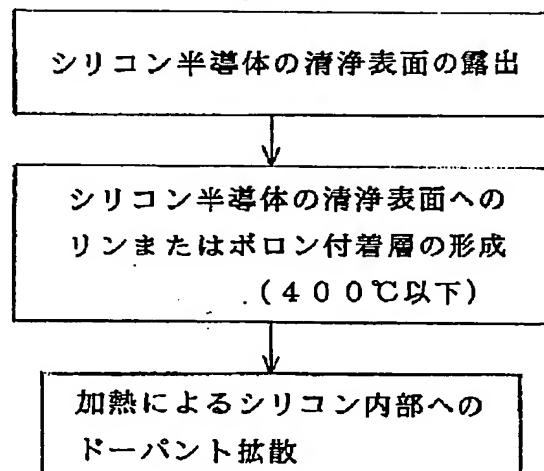 シリコン半導体の清浄表面の露出
シリコン半導体の清浄表面への
リンまたはボロン付着層の形成
(400℃以下)
加熱によるシリコン内部への
ドーパント拡散